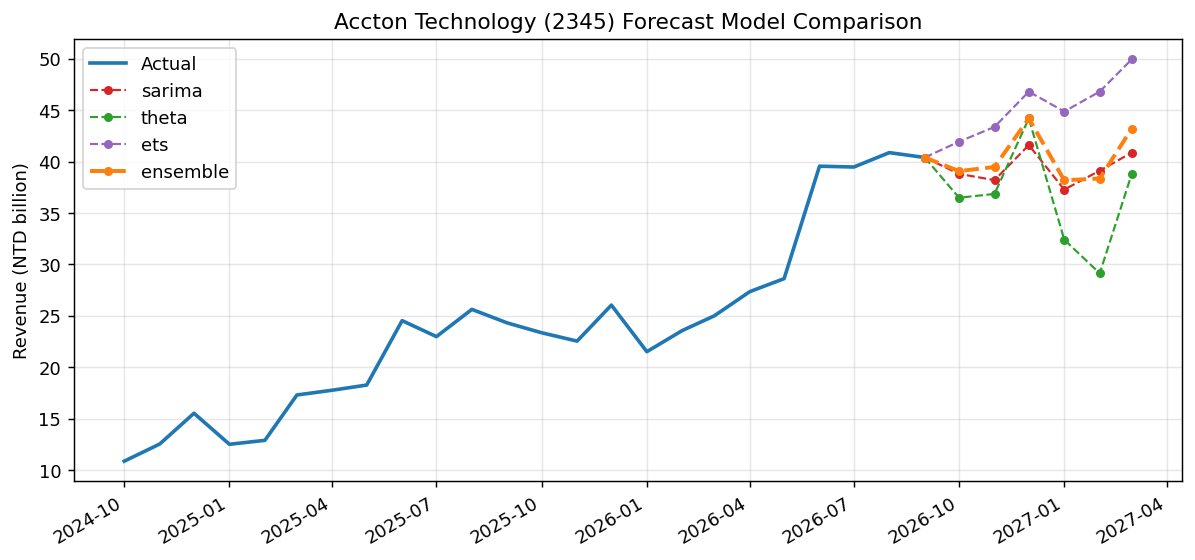 Accton Technology (2345) Forecast Model Comparison
Actual
sarima
theta
ets
ensemble
Revenue (NTD billion)
50
45
40
35
30
25
20
15
10
2024-10
2025-01
2025-04
2025-07
2025-10
2026-01
2026-04
2026-07
2026-10
2027-01
2027-04